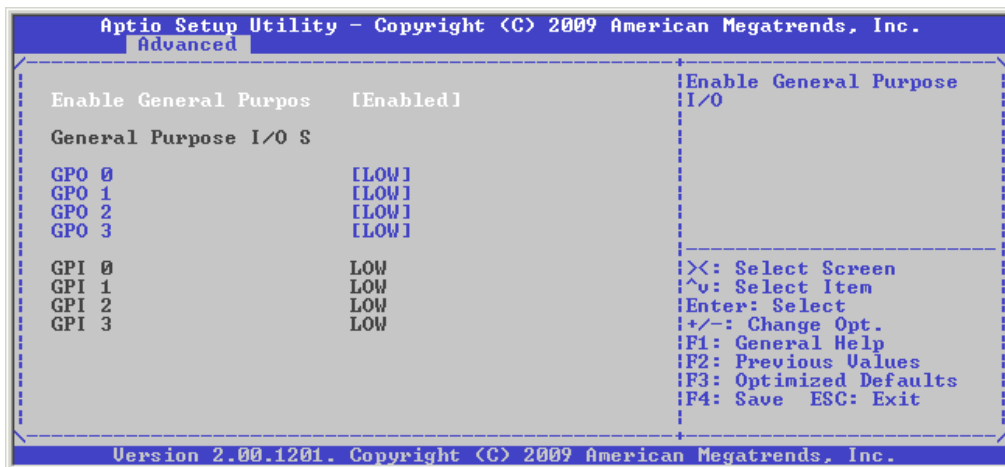 Aptio Setup Utility – Copyright (C) 2009 American Megatrends, Inc.
Advanced
Enable General Purpos [Enabled]
General Purpose I/O S
GPO 0 [LOW]
GPO 1 [LOW]
GPO 2 [LOW]
GPO 3 [LOW]
GPI 0 LOW
GPI 1 LOW
GPI 2 LOW
GPI 3 LOW
Enable General Purpose
I/O
><: Select Screen
^v: Select Item
Enter: Select
+/-: Change Opt.
F1: General Help
F2: Previous Values
F3: Optimized Defaults
F4: Save ESC: Exit
Version 2.00.1201. Copyright (C) 2009 American Megatrends, Inc.